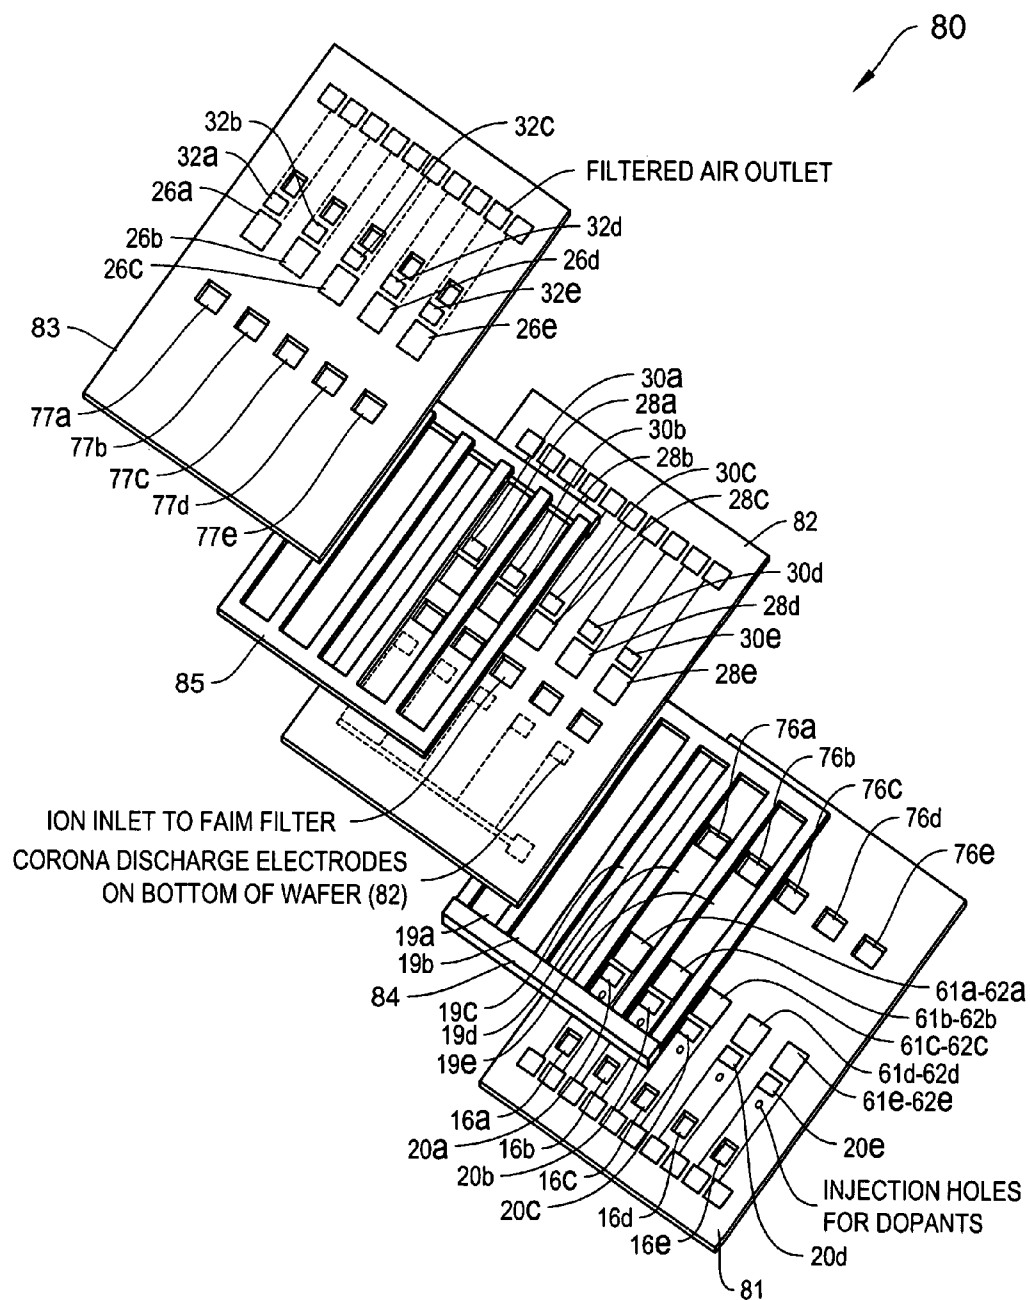 80
32C
32b
FILTERED AIR OUTLET
32a
26a
32d
26b
26d
26C
32e
26e
83
30a
28a
77a
30b
77b
28b
77C
30C
77d
28C
77e
82
30d
28d
30e
85
28e
76a
76b
76C
ION INLET TO FAIM FILTER
76d
CORONA DISCHARGE ELECTRODES
ON BOTTOM OF WAFER (82)
76e
19a
19b
84
61a-62a
19C
61b-62b
19d
61C-62C
19e
61d-62d
61e-62e
16a
20a
16b
20e
20b
16C
20C
16d
INJECTION HOLES
FOR DOPANTS
16e
20d
81